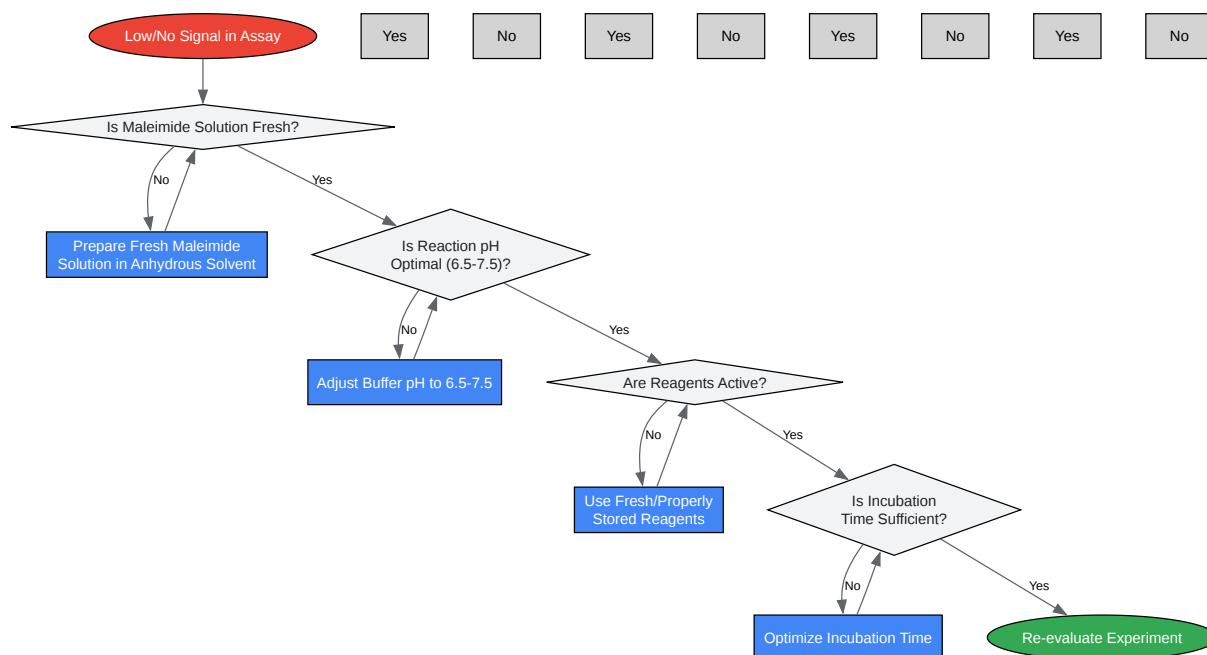 Low/No Signal in Assay
Yes
No
Yes
No
Yes
No
Yes
No
Is Maleimide Solution Fresh?
No
Yes
Prepare Fresh Maleimide
Solution in Anhydrous Solvent
Is Reaction pH
Optimal (6.5-7.5)?
No
Yes
Adjust Buffer pH to 6.5-7.5
Are Reagents Active?
No
Yes
Use Fresh/Properly
Stored Reagents
Is Incubation
Time Sufficient?
No
Yes
Optimize Incubation Time
Re-evaluate Experiment